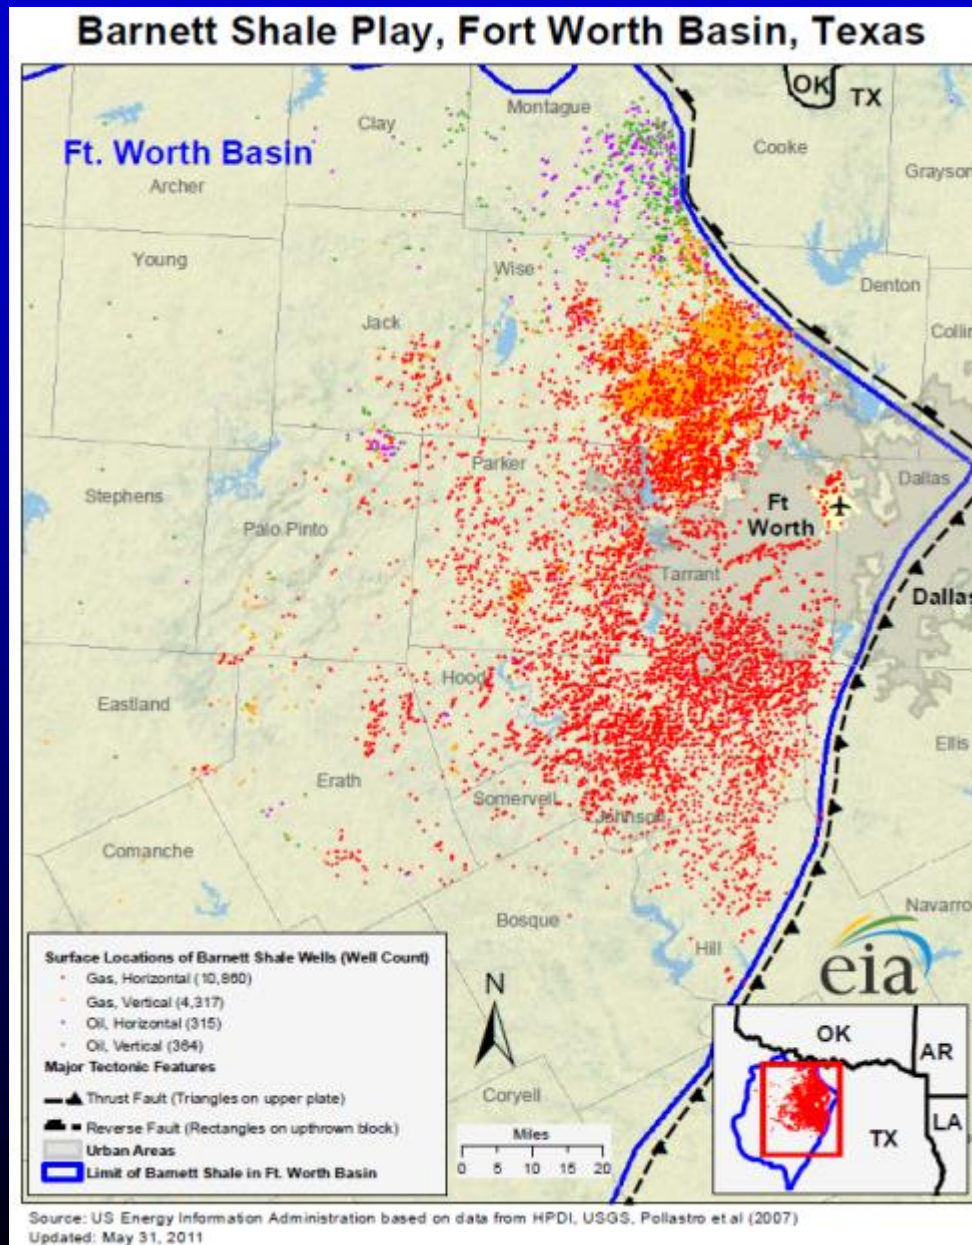 Barnett Shale Play, Fort Worth Basin, Texas
OK
TX
Montague
Clay
Cooke
Ft. Worth Basin
Grayson
Archer
Young
Wise
Denton
Jack
Collin
Parker
Dallas
Stephens
Ft
Worth
Palo Pinto
Tarrant
Dallas
Hood
Eastland
Ellis
Erath
Somervell
Johnson
Comanche
Navarro
Bosque
Hill
eia
Surface Locations of Barnett Shale Wells (Well Count)
Gas, Horizontal (10,860)
Gas, Vertical (4,317)
Oil, Horizontal (315)
Oil, Vertical (364)
Major Tectonic Features
Thrust Fault (Triangles on upper plate)
Reverse Fault (Rectangles on upthrown block)
Urban Areas
Limit of Barnett Shale in Ft. Worth Basin
N
Coryell
Miles
0 5 10 15 20
OK
AR
LA
TX
Source: US Energy Information Administration based on data from HPDI, USGS, Pollastro et al (2007)
Updated: May 31, 2011